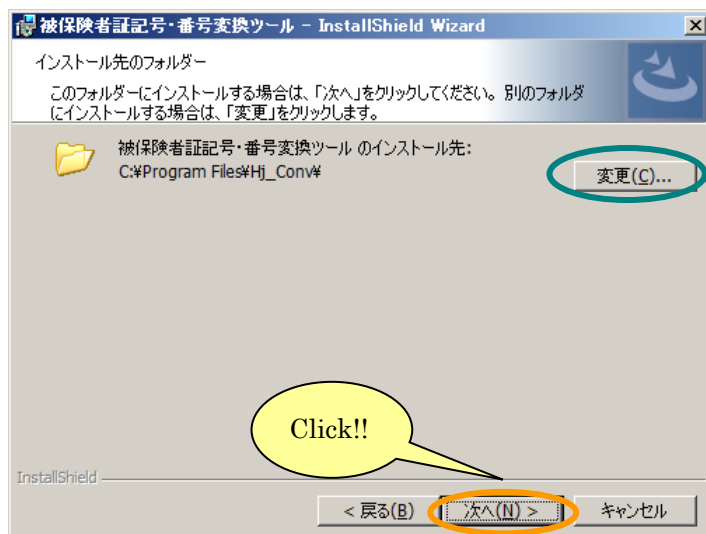 被保険者証記号・番号変換ツール - InstallShield Wizard
インストール先のフォルダー
このフォルダーにインストールする場合は、「次へ」をクリックしてください。別のフォルダ
にインストールする場合は、「変更」をクリックします。
被保険者証記号・番号変換ツール のインストール先:
C:¥Program Files¥Hj_Conv¥
変更(C)...
Click!!
InstallShield
< 戻る(B)
次へ(N) >
キャンセル